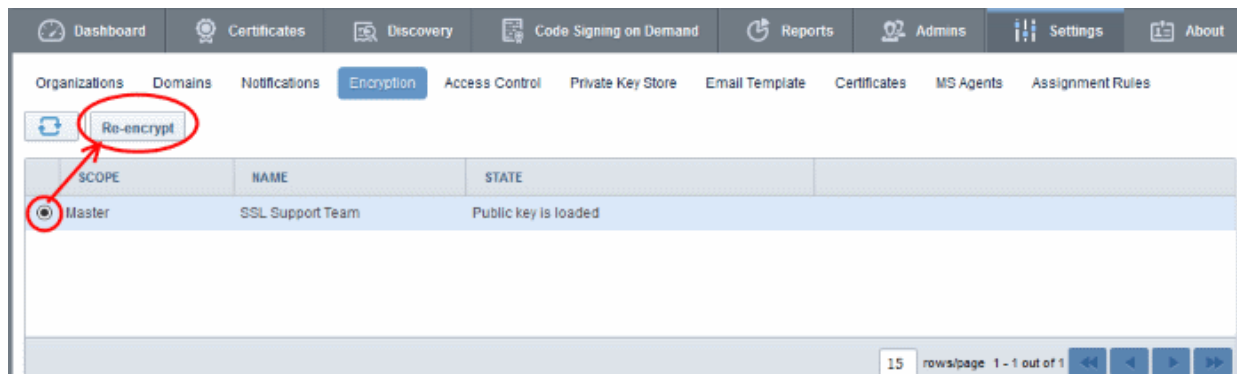 Dashboard Certificates Discovery Code Signing on Demand Reports Admins Settings About
Organizations Domains Notifications Encryption Access Control Private Key Store Email Template Certificates MS Agents Assignment Rules
Re-encrypt
SCOPE NAME STATE
Master SSL Support Team Public key is loaded
15 rows/page 1 - 1 out of 1